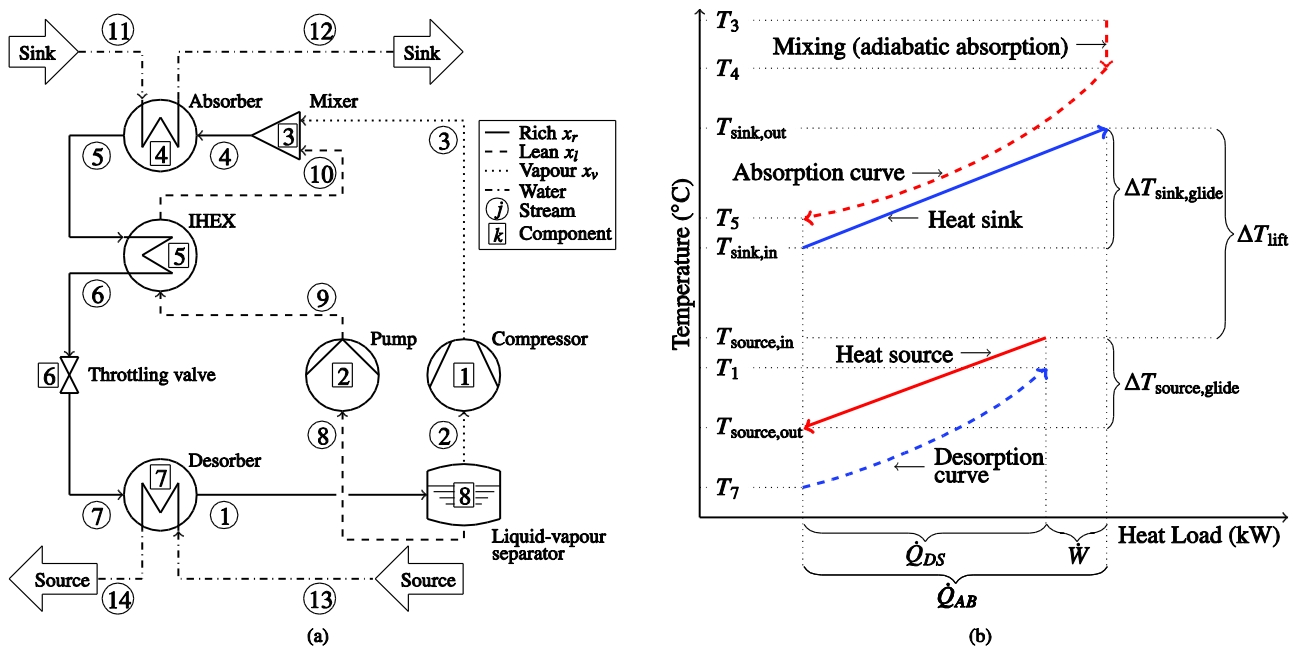 11
12
Sink
Sink
Absorber
Mixer
3
4
3
5
4
10
IHEX
5
6
9
Rich x_r
Lean x_l
Vapour x_v
Water
j Stream
k Component
Pump
Compressor
6
Throttling valve
2
1
8
2
Desorber
7
8
7
1
Liquid-vapour
separator
Source
Source
14
13
(a)
Temperature (°C)
T_3
Mixing (adiabatic absorption)
T_4
T_sink,out
Absorption curve
ΔT_sink,glide
T_5
Heat sink
ΔT_lift
T_sink,in
T_source,in
Heat source
T_1
ΔT_source,glide
T_source,out
Desorption
curve
T_7
Heat Load (kW)
Q̇_DS
Ẇ
Q̇_AB
(b)